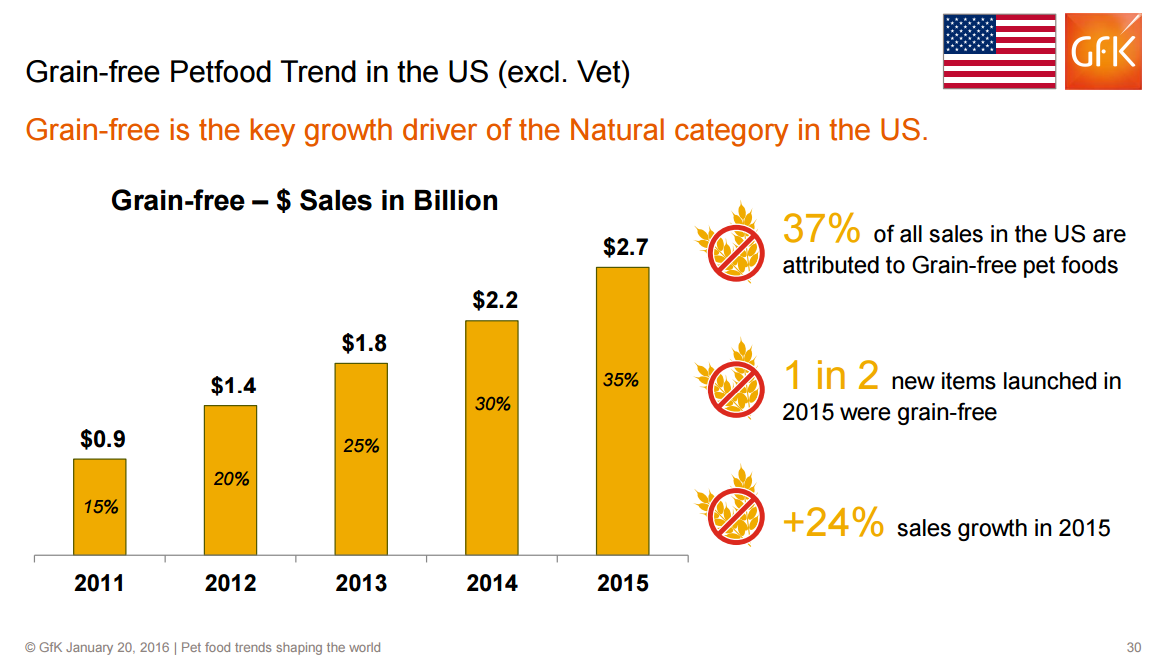 GfK
Grain-free Petfood Trend in the US (excl. Vet)
Grain-free is the key growth driver of the Natural category in the US.
Grain-free – $ Sales in Billion
$0.9
$1.4
$1.8
$2.2
$2.7
15%
20%
25%
30%
35%
2011
2012
2013
2014
2015
37% of all sales in the US are
attributed to Grain-free pet foods
1 in 2 new items launched in
2015 were grain-free
+24% sales growth in 2015
© GfK January 20, 2016 | Pet food trends shaping the world
30